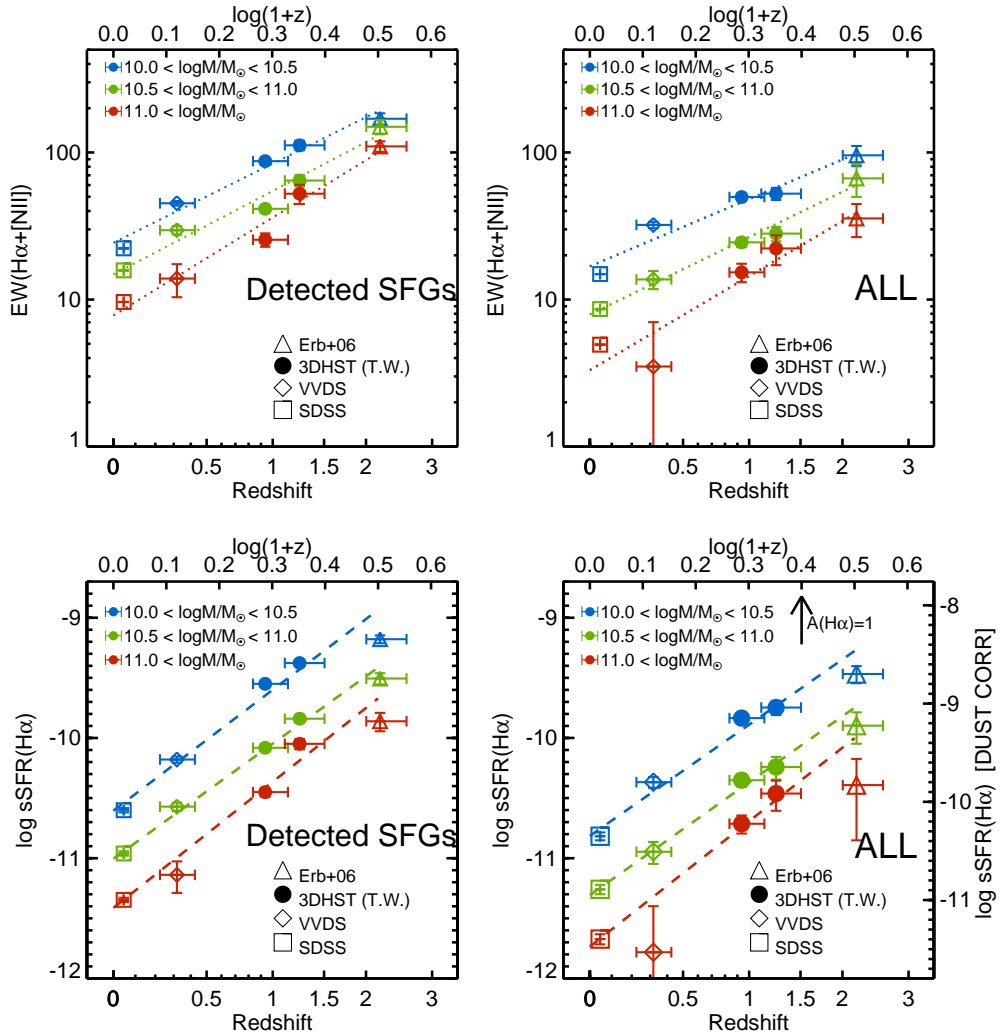 log(1+z)
0.0 0.1 0.2 0.3 0.4 0.5 0.6
10.0 < logM/M⊙ < 10.5
10.5 < logM/M⊙ < 11.0
11.0 < logM/M⊙
100
10
1
EW(Hα+[NII])
Detected SFGs
Erb+06
3DHST (T.W.)
VVDS
SDSS
0 0.5 1 1.5 2 3
Redshift
log(1+z)
0.0 0.1 0.2 0.3 0.4 0.5 0.6
10.0 < logM/M⊙ < 10.5
10.5 < logM/M⊙ < 11.0
11.0 < logM/M⊙
100
10
1
EW(Hα+[NII])
ALL
Erb+06
3DHST (T.W.)
VVDS
SDSS
0 0.5 1 1.5 2 3
Redshift
log(1+z)
0.0 0.1 0.2 0.3 0.4 0.5 0.6
10.0 < logM/M⊙ < 10.5
10.5 < logM/M⊙ < 11.0
11.0 < logM/M⊙
-9
-10
-11
-12
log sSFR(Hα)
Detected SFGs
Erb+06
3DHST (T.W.)
VVDS
SDSS
0 0.5 1 1.5 2 3
Redshift
log(1+z)
0.0 0.1 0.2 0.3 0.4 0.5 0.6
10.0 < logM/M⊙ < 10.5
10.5 < logM/M⊙ < 11.0
11.0 < logM/M⊙
A(Hα)=1
-9
-10
-11
-12
log sSFR(Hα)
-8
-9
-10
-11
log sSFR(Hα) [DUST CORR]
ALL
Erb+06
3DHST (T.W.)
VVDS
SDSS
0 0.5 1 1.5 2 3
Redshift